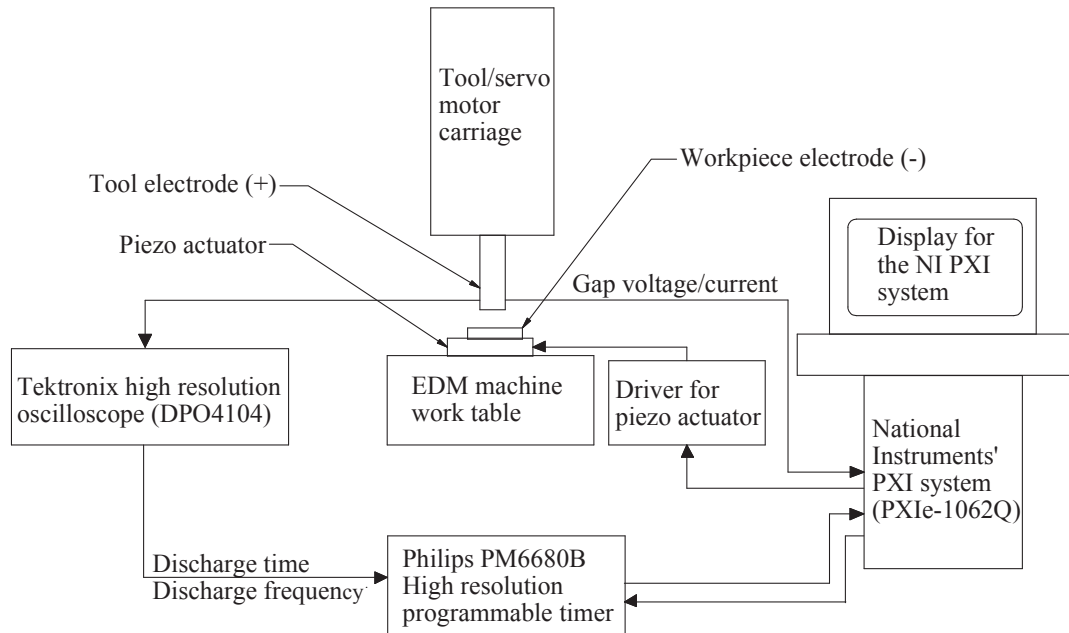 Tool/servo
motor
carriage
Workpiece electrode (-)
Tool electrode (+)
Piezo actuator
Gap voltage/current
Display for
the NI PXI
system
Tektronix high resolution
oscilloscope (DPO4104)
EDM machine
work table
Driver for
piezo actuator
National
Instruments'
PXI system
(PXIe-1062Q)
Discharge time
Discharge frequency
Philips PM6680B
High resolution
programmable timer